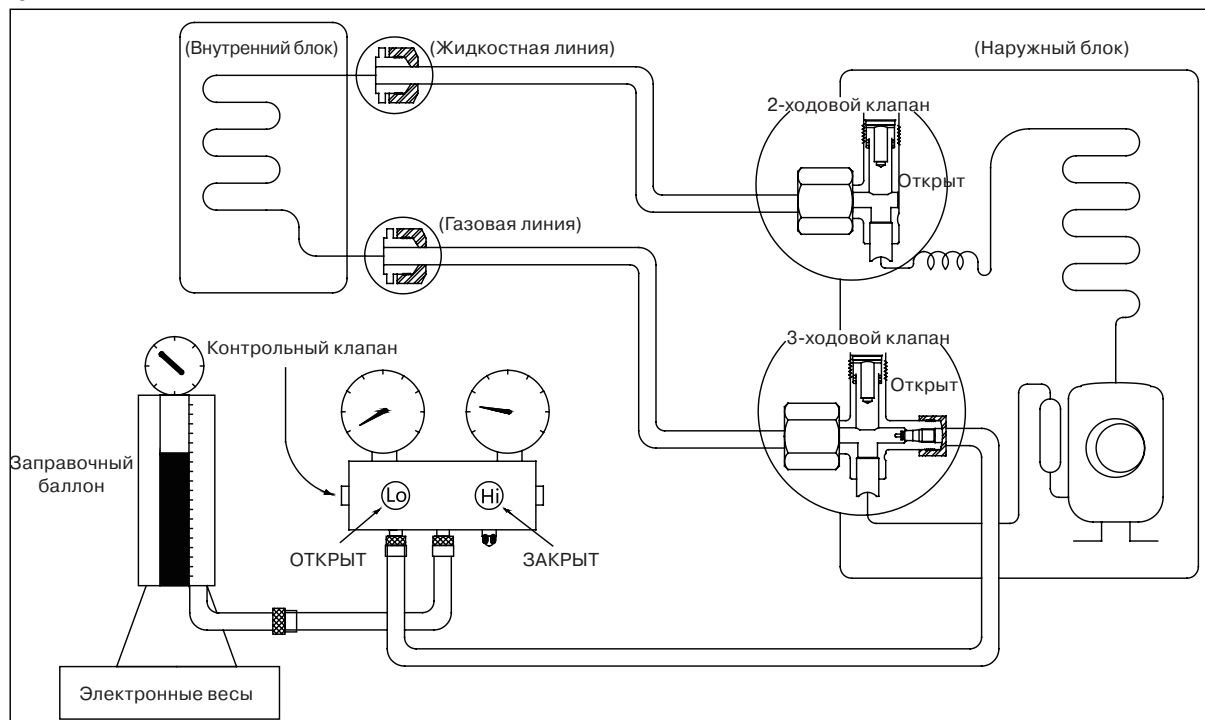 (Внутренний блок)
(Жидкостная линия)
(Наружный блок)
2-ходовой клапан
Открыт
(Газовая линия)
3-ходовой клапан
Открыт
Контрольный клапан
Заправочный
баллон
Lo
Hi
ОТКРЫТ
ЗАКРЫТ
Электронные весы